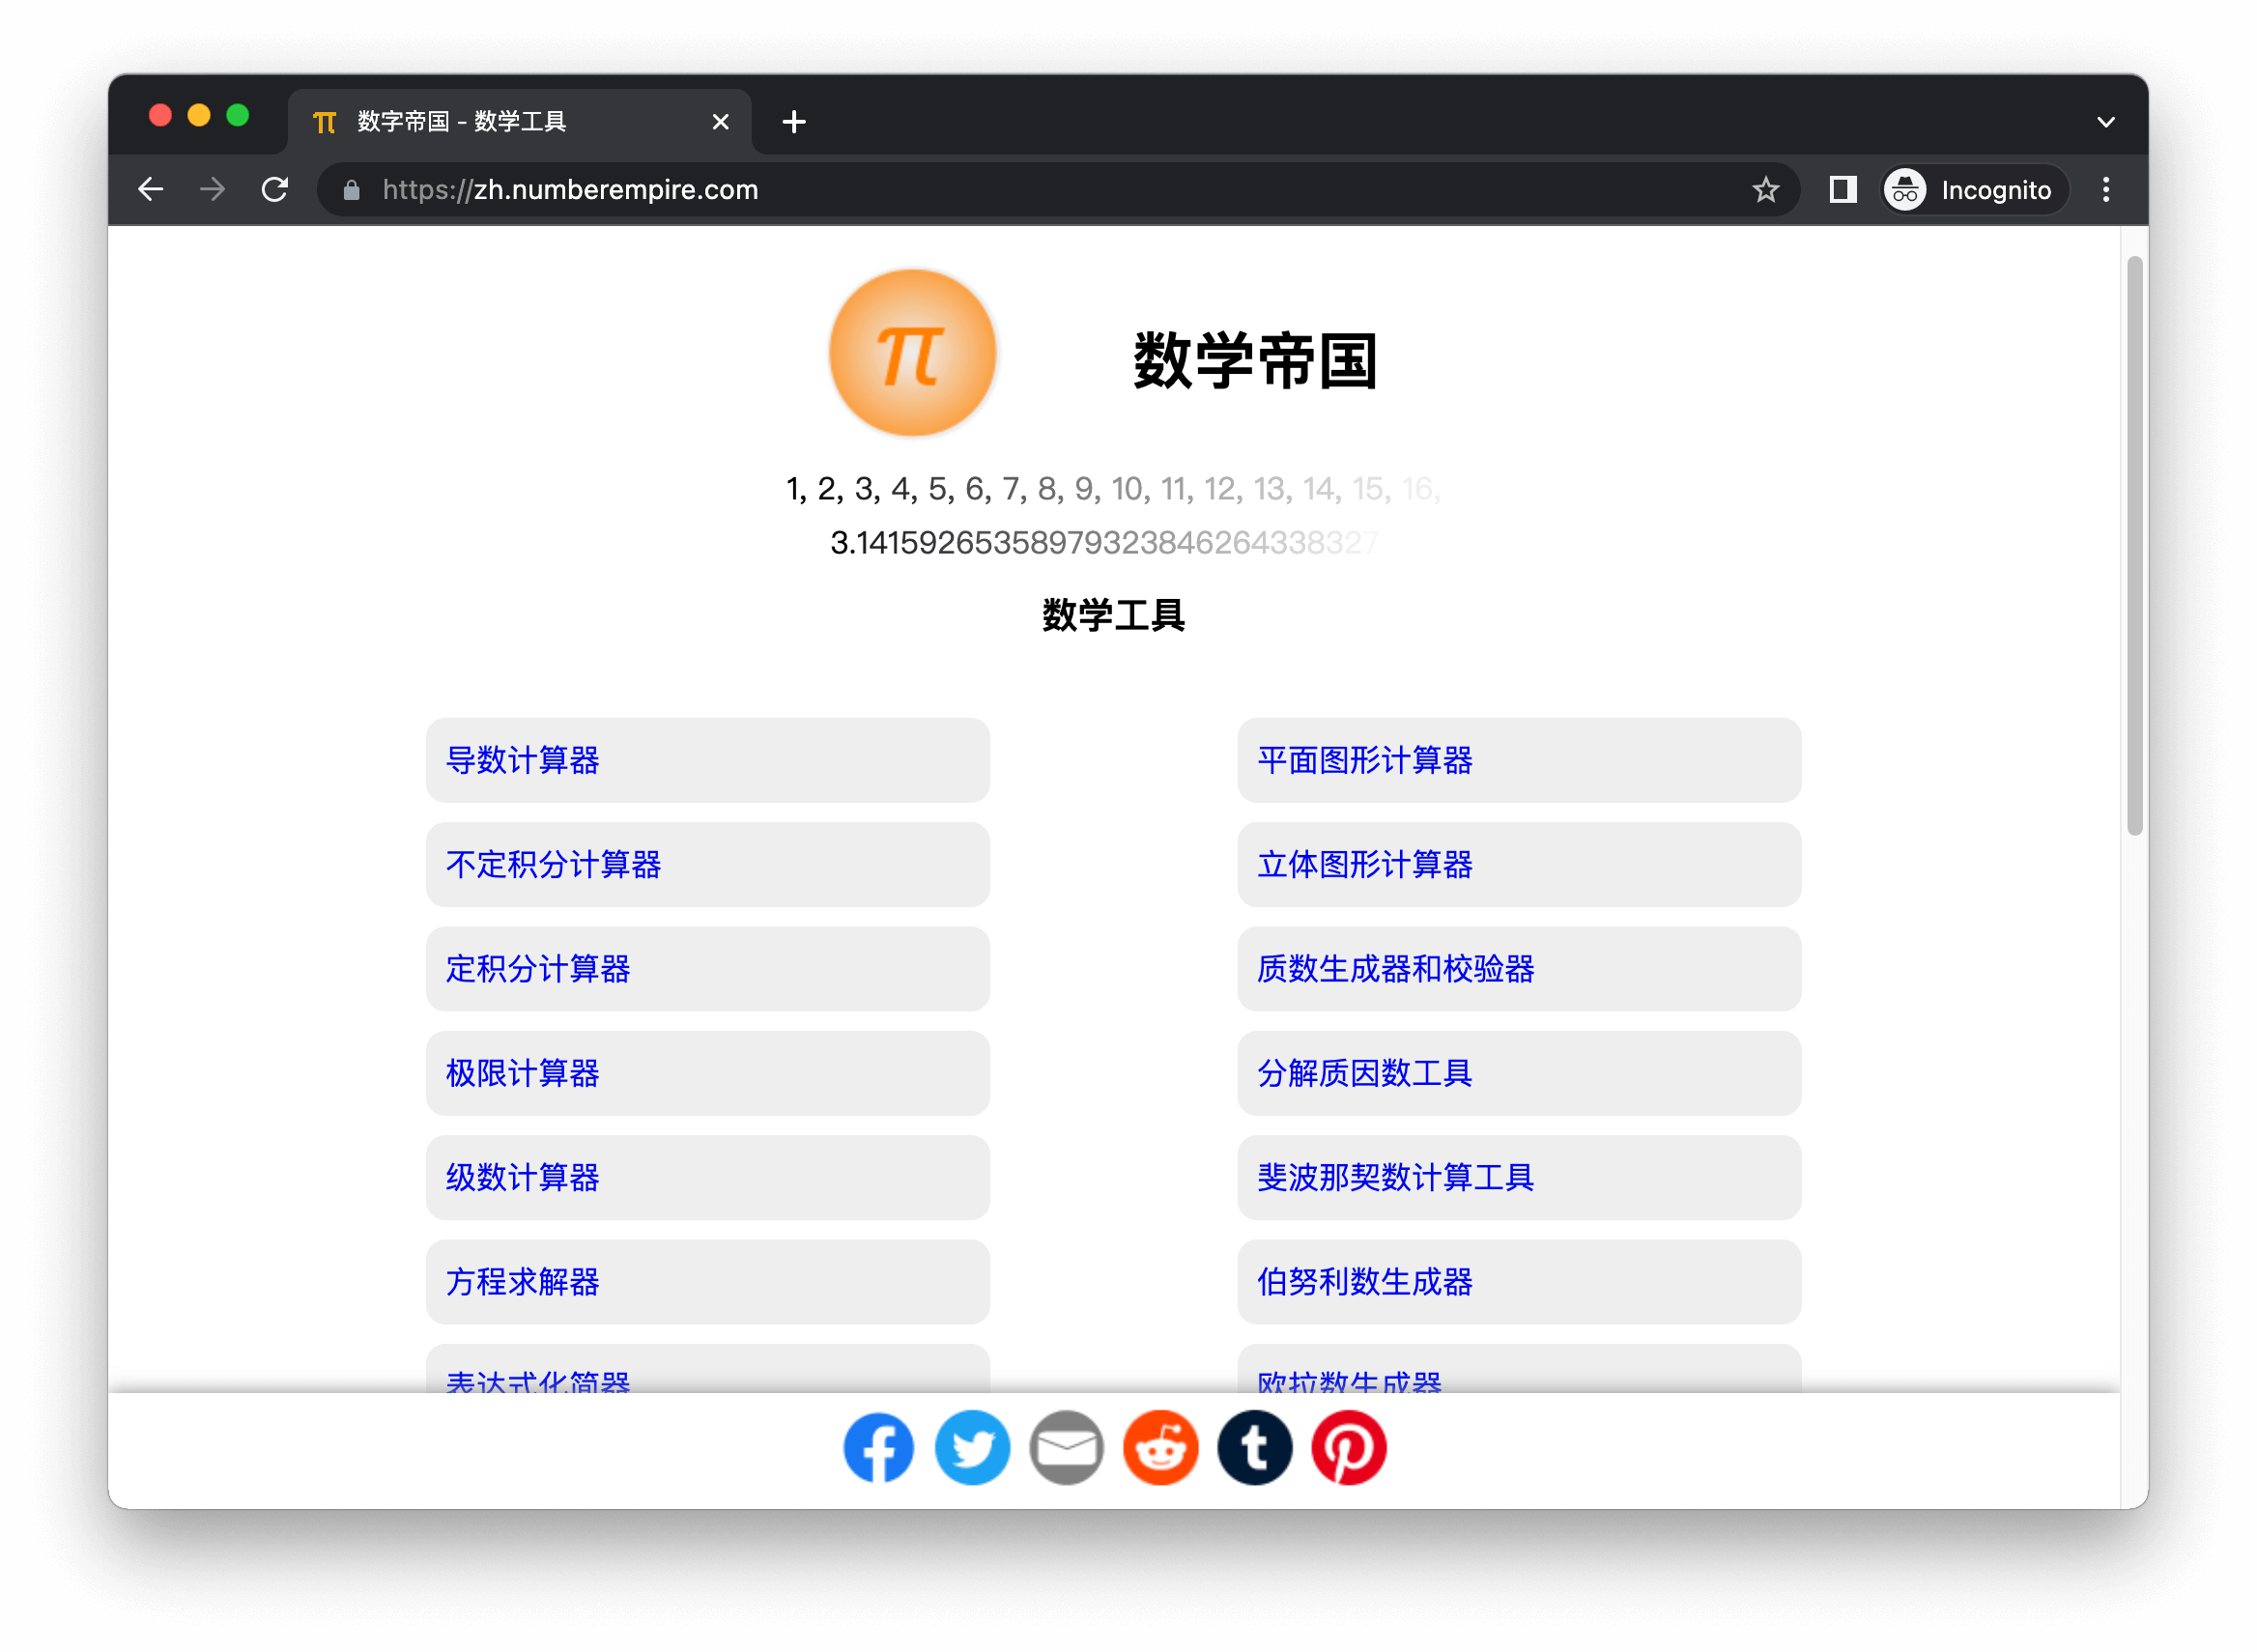 数字帝国 - 数学工具
https://zh.numberempire.com
Incognito
π
数学帝国
1, 2, 3, 4, 5, 6, 7, 8, 9, 10, 11, 12, 13, 14, 15, 16,
3.14159265358979323846264338327
数学工具
导数计算器
平面图形计算器
不定积分计算器
立体图形计算器
定积分计算器
质数生成器和校验器
极限计算器
分解质因数工具
级数计算器
斐波那契数计算工具
方程求解器
伯努利数生成器
表达式化简器
欧拉数生成器